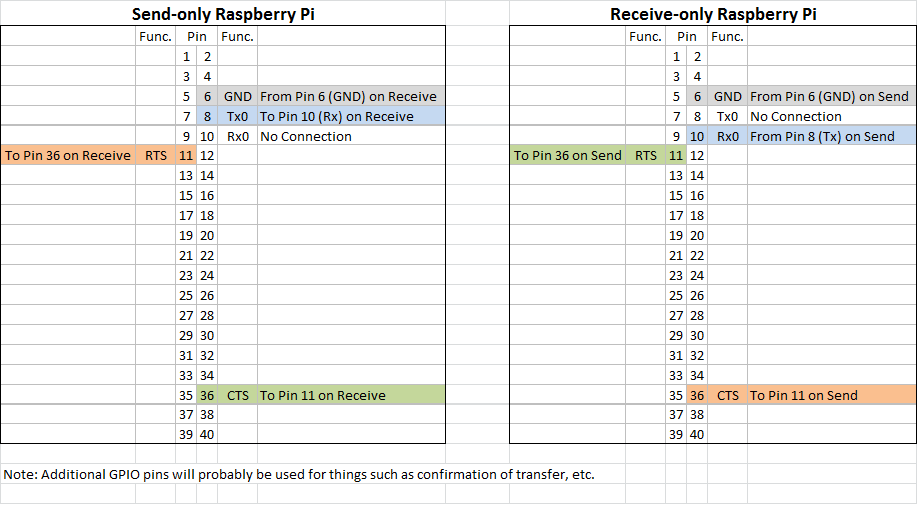 Send-only Raspberry Pi Receive-only Raspberry Pi
Func. Pin Func. Func. Pin Func.
1 2 1 2
3 4 3 4
5 6 GND From Pin 6 (GND) on Receive 5 6 GND From Pin 6 (GND) on Send
7 8 Tx0 To Pin 10 (Rx) on Receive 7 8 Tx0 No Connection
9 10 Rx0 No Connection 9 10 Rx0 From Pin 8 (Tx) on Send
To Pin 36 on Receive RTS 11 12 To Pin 36 on Send RTS 11 12
13 14 13 14
15 16 15 16
17 18 17 18
19 20 19 20
21 22 21 22
23 24 23 24
25 26 25 26
27 28 27 28
29 30 29 30
31 32 31 32
33 34 33 34
35 36 CTS To Pin 11 on Receive 35 36 CTS To Pin 11 on Send
37 38 37 38
39 40 39 40
Note: Additional GPIO pins will probably be used for things such as confirmation of transfer, etc.